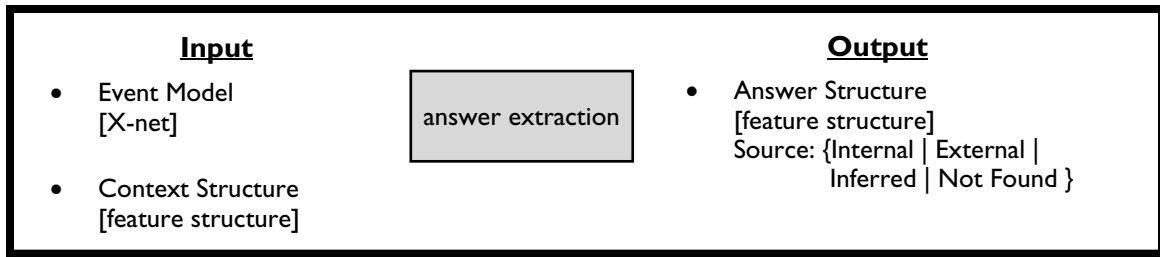 Input
• Event Model
[X-net]
• Context Structure
[feature structure]
answer extraction
Output
• Answer Structure
[feature structure]
Source: {Internal | External |
Inferred | Not Found }